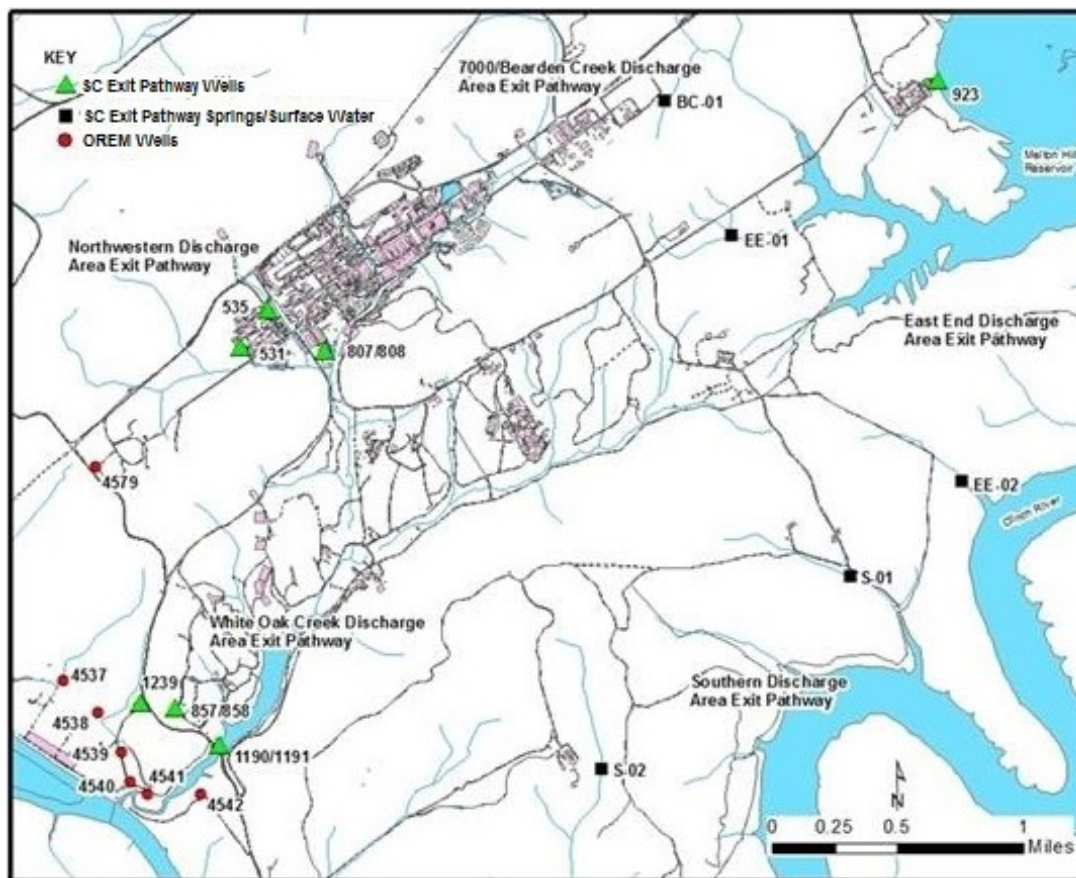 KEY
SC Exit Pathway Wells
SC Exit Pathway Springs/Surface Water
OREM Wells
7000/Bearden Creek Discharge
Area Exit Pathway
BC-01
923
Melton Hill
Reservoir
Northwestern Discharge
Area Exit Pathway
EE-01
535
531
807/808
East End Discharge
Area Exit Pathway
4579
EE-02
Clinch River
S-01
White Oak Creek Discharge
Area Exit Pathway
4537
1239
Southern Discharge
Area Exit Pathway
4538
857/858
4539
1190/1191
4541
4540
4542
S-02
N
0 0.25 0.5 1
Miles